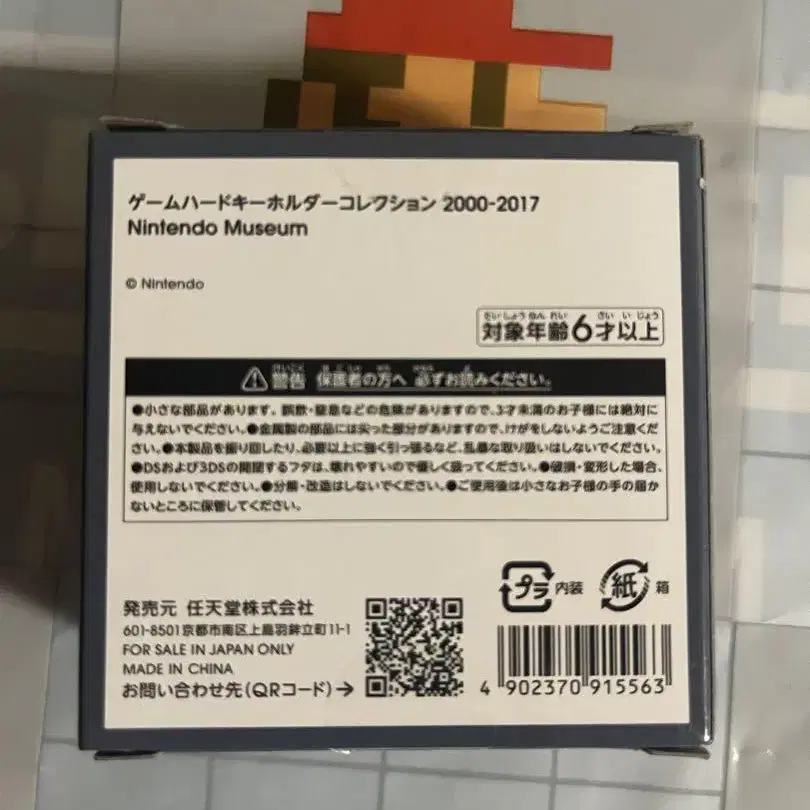 ゲームハードキーホルダーコレクション 2000-2017
Nintendo Museum
© Nintendo
たいしょうねんれい さい い じょう
対象年齢6才以上
⚠警告 保護者の方へ 必ずお読みください。
●小さな部品があります。誤飲・窒息などの危険がありますので、3才未満のお子様には絶対に
与えないでください。●金属製の部品には尖った部分がありますので、けがをしないようご注意くだ
さい。●本製品を振り回したり、必要以上に強く引っ張るなど、乱暴な取り扱いはしないでください。
●DSおよび3DSの開閉するフタは、壊れやすいので優しく扱ってください。●破損・変形した場合、
使用しないでください。●分解・改造はしないでください。●ご使用後は小さなお子様の手の届か
ないところに保管してください。
プラ 内装 紙 箱
発売元 任天堂株式会社
601-8501京都市南区上鳥羽鉾立町11-1
FOR SALE IN JAPAN ONLY
MADE IN CHINA
お問い合わせ先(QRコード)→
4 902370 915563